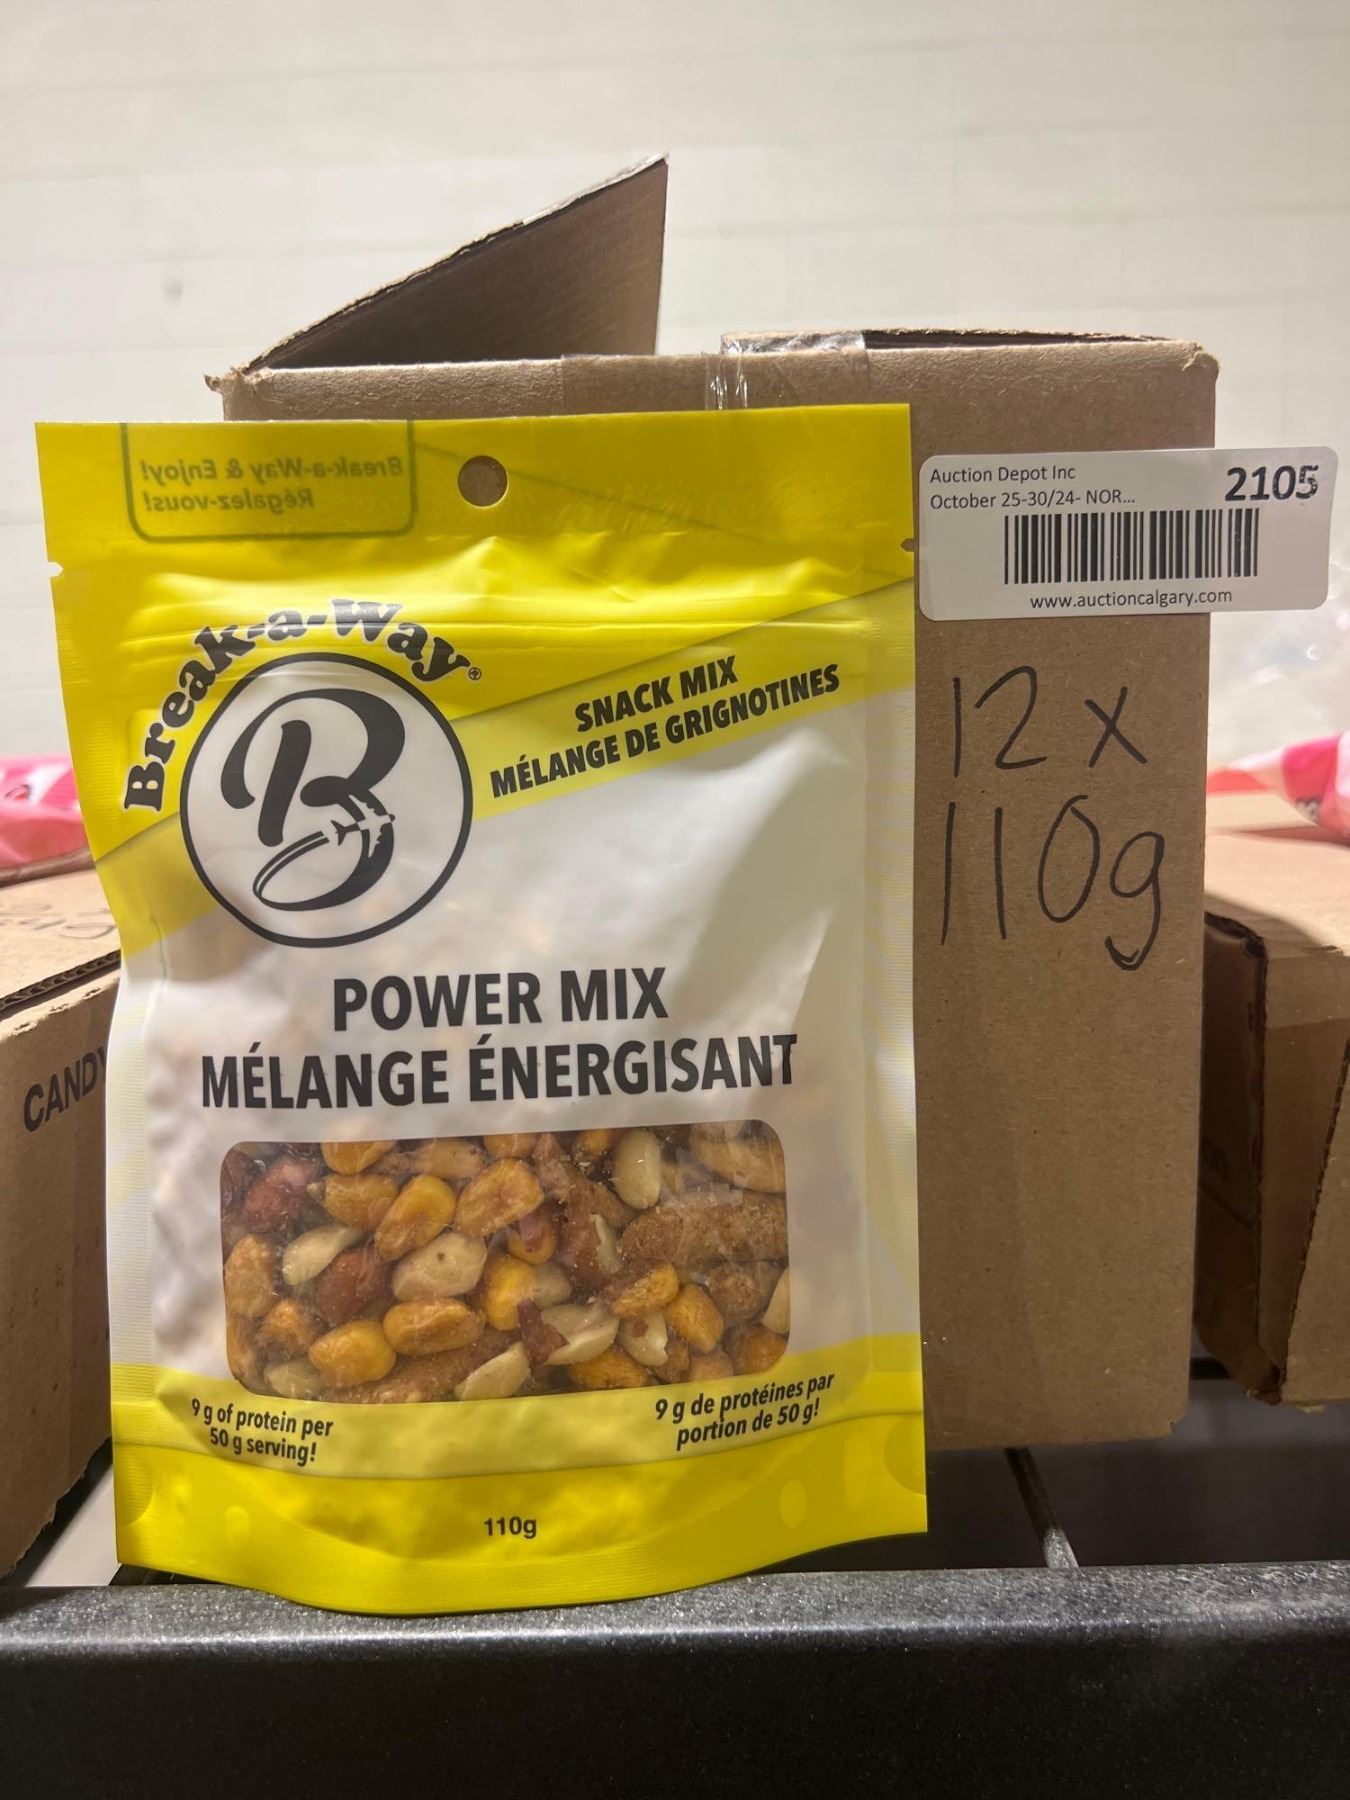 Break-a-Way & Enjoy!
Régalez-vous!
Auction Depot Inc
2105
October 25-30/24- NOR...
www.auctioncalgary.com
Break-a-Way®
B
SNACK MIX
MÉLANGE DE GRIGNOTINES
12 x
110g
POWER MIX
MÉLANGE ÉNERGISANT
CANDY
9 g of protein per
50 g serving!
9 g de protéines par
portion de 50 g!
110g